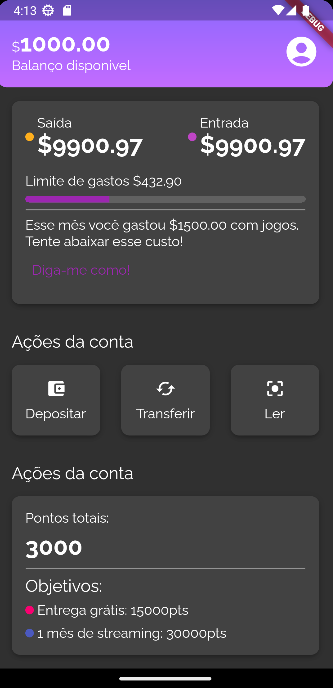 4:13
DEBUG
$1000.00
Balanço disponivel
Saída
$9900.97
Entrada
$9900.97
Limite de gastos $432.90
Esse mês você gastou $1500.00 com jogos.
Tente abaixar esse custo!
Diga-me como!
Ações da conta
Depositar
Transferir
Ler
Ações da conta
Pontos totais:
3000
Objetivos:
Entrega grátis: 15000pts
1 mês de streaming: 30000pts